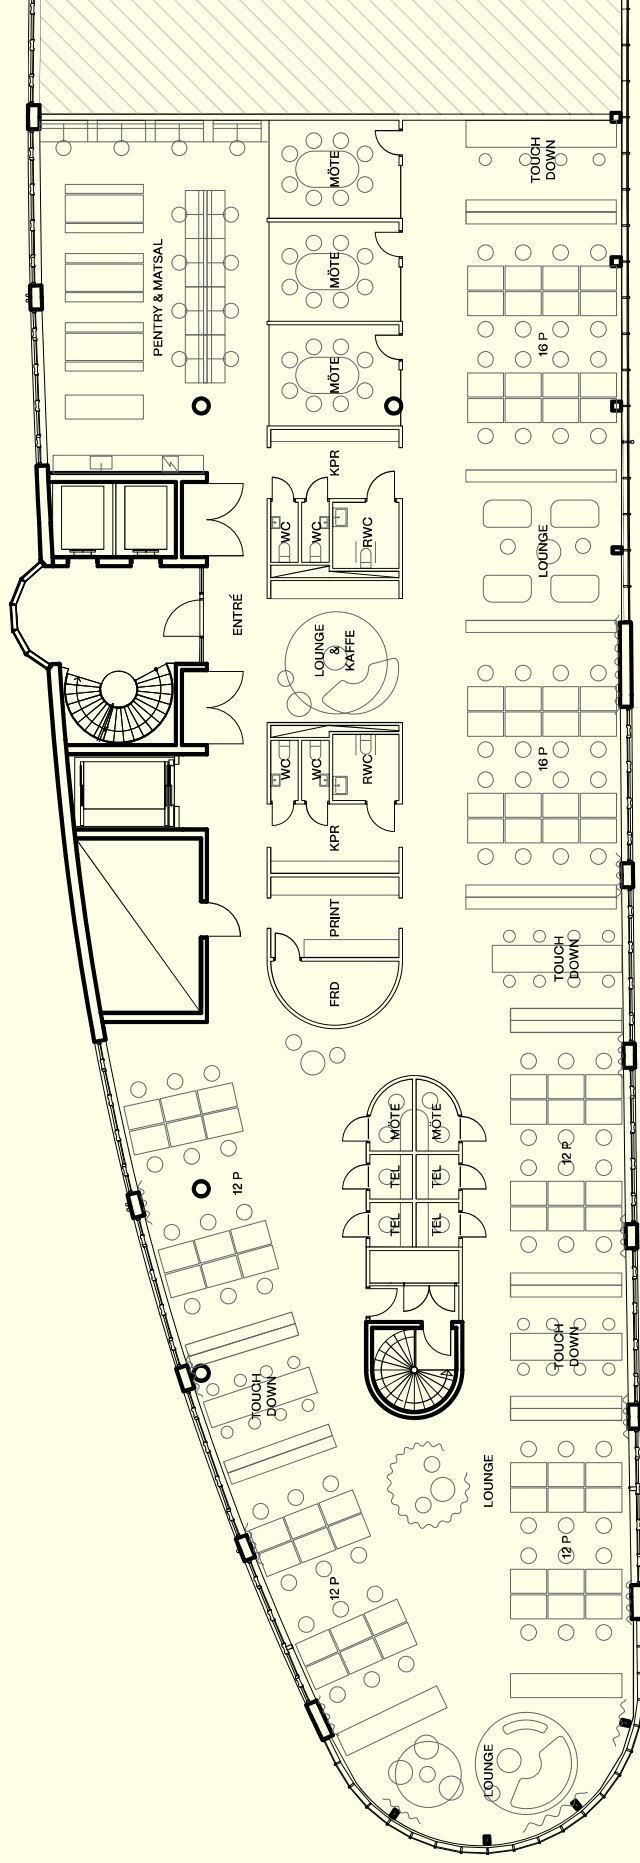 TOUCH
DOWN
MÖTE
MÖTE
MÖTE
PENTRY & MATSAL
16 P
KPR
WC
WC
RWC
LOUNGE
ENTRÉ
LOUNGE
&
KAFFE
WC
WC
RWC
16 P
KPR
PRINT
TOUCH
DOWN
FRD
MÖTE
MÖTE
12 P
TEL
TEL
12 P
TEL
TEL
TOUCH
DOWN
TOUCH
DOWN
LOUNGE
12 P
12 P
LOUNGE